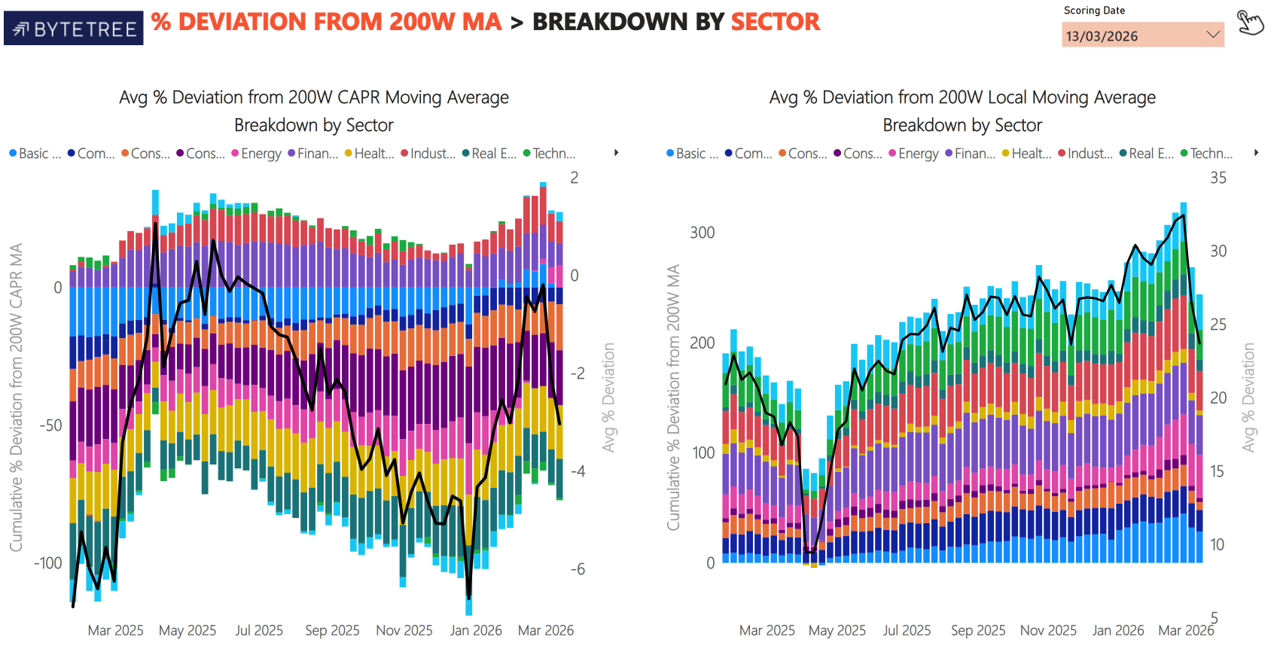 BYTETREE
% DEVIATION FROM 200W MA > BREAKDOWN BY SECTOR
Scoring Date
13/03/2026
Avg % Deviation from 200W CAPR Moving Average
Breakdown by Sector
Basic ... Com... Cons... Cons... Energy Finan... Healt... Indust... Real E... Techn...
Cumulative % Deviation from 200W CAPR MA
0
-50
-100
2
0
-2
-4
-6
Avg % Deviation
Mar 2025 May 2025 Jul 2025 Sep 2025 Nov 2025 Jan 2026 Mar 2026
Avg % Deviation from 200W Local Moving Average
Breakdown by Sector
Basic ... Com... Cons... Cons... Energy Finan... Healt... Indust... Real E... Techn...
Cumulative % Deviation from 200W MA
300
200
100
0
35
30
25
20
15
10
5
Avg % Deviation
Mar 2025 May 2025 Jul 2025 Sep 2025 Nov 2025 Jan 2026 Mar 2026